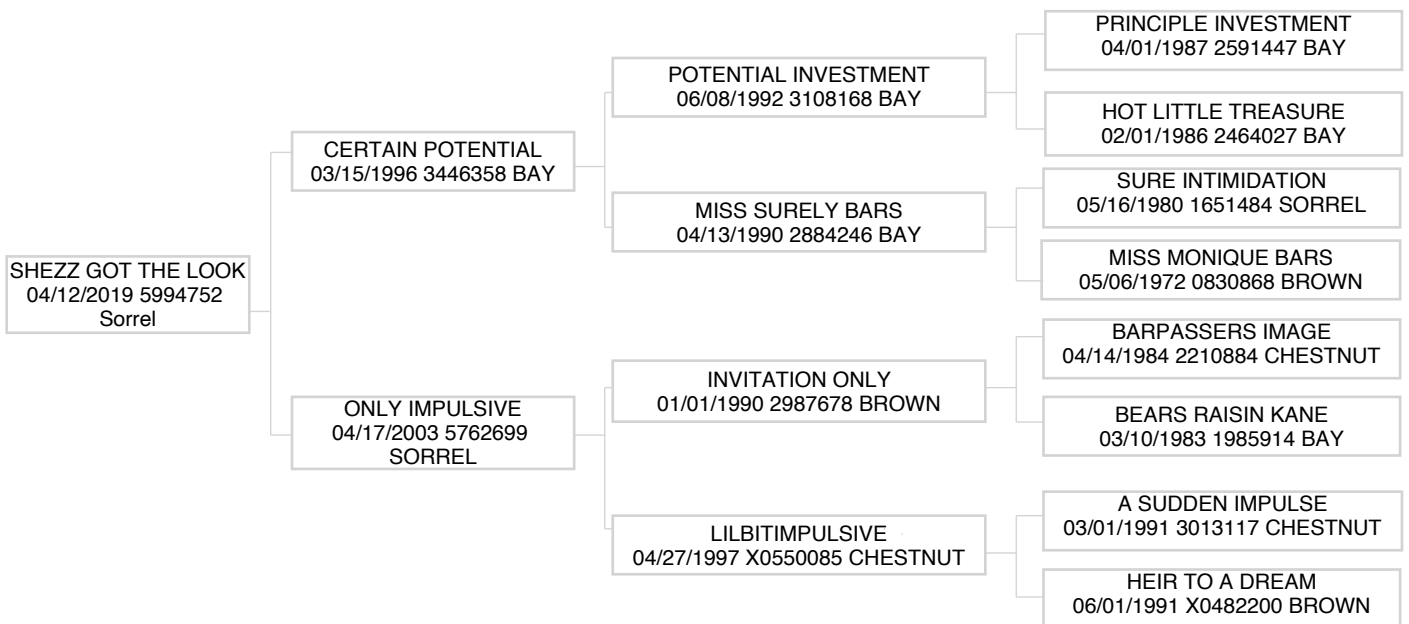 SHEZZ GOT THE LOOK
04/12/2019 5994752
Sorrel
CERTAIN POTENTIAL
03/15/1996 3446358 BAY
ONLY IMPULSIVE
04/17/2003 5762699
SORREL
POTENTIAL INVESTMENT
06/08/1992 3108168 BAY
MISS SURELY BARS
04/13/1990 2884246 BAY
INVITATION ONLY
01/01/1990 2987678 BROWN
LILBITIMPULSIVE
04/27/1997 X0550085 CHESTNUT
PRINCIPLE INVESTMENT
04/01/1987 2591447 BAY
HOT LITTLE TREASURE
02/01/1986 2464027 BAY
SURE INTIMIDATION
05/16/1980 1651484 SORREL
MISS MONIQUE BARS
05/06/1972 0830868 BROWN
BARPASSERS IMAGE
04/14/1984 2210884 CHESTNUT
BEARS RAISIN KANE
03/10/1983 1985914 BAY
A SUDDEN IMPULSE
03/01/1991 3013117 CHESTNUT
HEIR TO A DREAM
06/01/1991 X0482200 BROWN